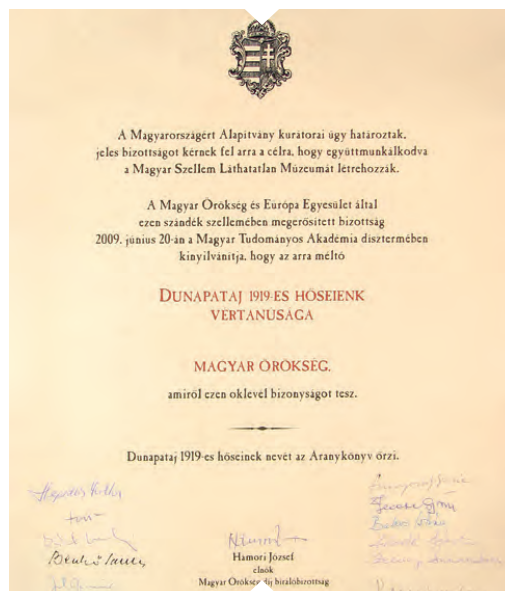 A Magyarországért Alapítvány kurátorai úgy határoztak,
jeles bizottságot kérnek fel arra a célra, hogy együttmunkálkodva
a Magyar Szellem Láthatatlan Múzeumát létrehozzák.
A Magyar Örökség és Európa Egyesület által
ezen szándék szellemében megerősített bizottság
2009. június 20-án a Magyar Tudományos Akadémia dísztermében
kinyilvánítja, hogy az arra méltó
DUNAPATAJ 1919-ES HŐSEIENK
VÉRTANÚSÁGA
MAGYAR ÖRÖKSÉG,
amiről ezen oklevél bizonyságot tesz.
Dunapataj 1919-es hőseinek nevét az Aranykönyv őrzi.
Hámori József
elnök
Magyar Örökség díj bírálóbizottság